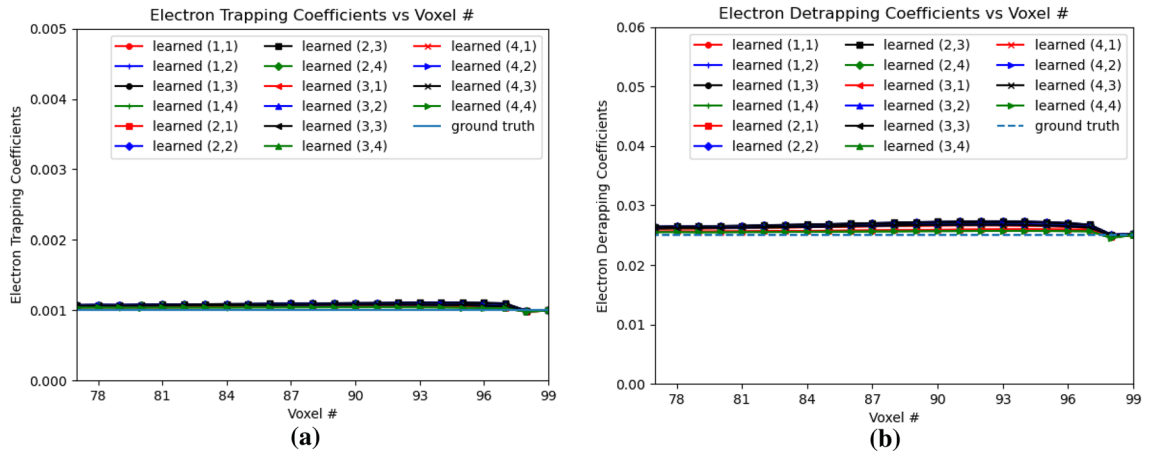 Electron Trapping Coefficients vs Voxel #
Electron Trapping Coefficients
0.005
0.004
0.003
0.002
0.001
0.000
learned (1,1)
learned (1,2)
learned (1,3)
learned (1,4)
learned (2,1)
learned (2,2)
learned (2,3)
learned (2,4)
learned (3,1)
learned (3,2)
learned (3,3)
learned (3,4)
learned (4,1)
learned (4,2)
learned (4,3)
learned (4,4)
ground truth
78 81 84 87 90 93 96 99
Voxel #
(a)
Electron Detrapping Coefficients vs Voxel #
Electron Derapping Coefficients
0.06
0.05
0.04
0.03
0.02
0.01
0.00
learned (1,1)
learned (1,2)
learned (1,3)
learned (1,4)
learned (2,1)
learned (2,2)
learned (2,3)
learned (2,4)
learned (3,1)
learned (3,2)
learned (3,3)
learned (3,4)
learned (4,1)
learned (4,2)
learned (4,3)
learned (4,4)
ground truth
78 81 84 87 90 93 96 99
Voxel #
(b)